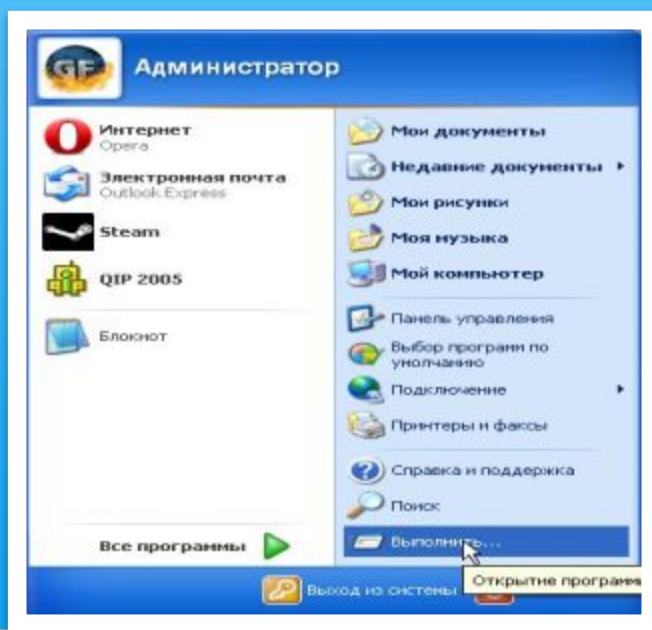 GF
Администратор
Интернет
Opera
Электронная почта
Outlook Express
Steam
QIP 2005
Блокнот
Все программы
Мои документы
Недавние документы
Мои рисунки
Моя музыка
Мой компьютер
Панель управления
Выбор программ по
умолчанию
Подключение
Принтеры и факсы
Справка и поддержка
Поиск
Выполнить...
Открытие программ
Выход из системы